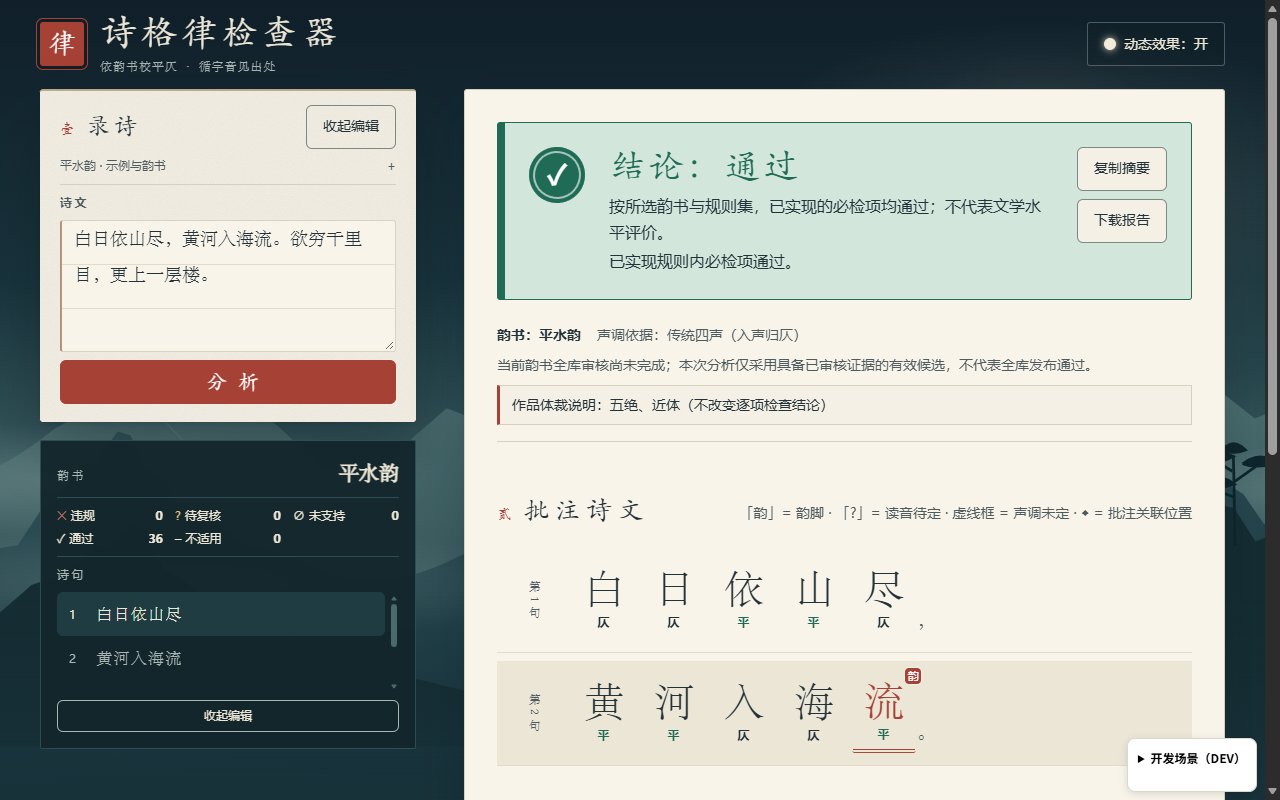 律
诗格律检查器
依韵书校平仄 · 循字音见出处
动态效果：开
壹 录诗
收起编辑
平水韵 · 示例与韵书 +
诗文
白日依山尽，黄河入海流。欲穷千里
目，更上一层楼。
分析
韵书 平水韵
× 违规 0 ? 待复核 0 ∅ 未支持 0
✓ 通过 36 – 不适用 0
诗句
1 白日依山尽
2 黄河入海流
收起编辑
✓
结论：通过
按所选韵书与规则集，已实现的必检项均通过；不代表文学水
平评价。
已实现规则内必检项通过。
复制摘要
下载报告
韵书：平水韵 声调依据：传统四声（入声归仄）
当前韵书全库审核尚未完成；本次分析仅采用具备已审核证据的有效候选，不代表全库发布通过。
作品体裁说明：五绝、近体（不改变逐项检查结论）
贰 批注诗文
「韵」= 韵脚 · 「?」= 读音待定 · 虚线框 = 声调未定 · ◆ = 批注关联位置
第1句
白日依山尽，
仄 仄 平 平 仄
第2句
黄河入海流。
韵
平 平 仄 仄 平
▶ 开发场景（DEV）